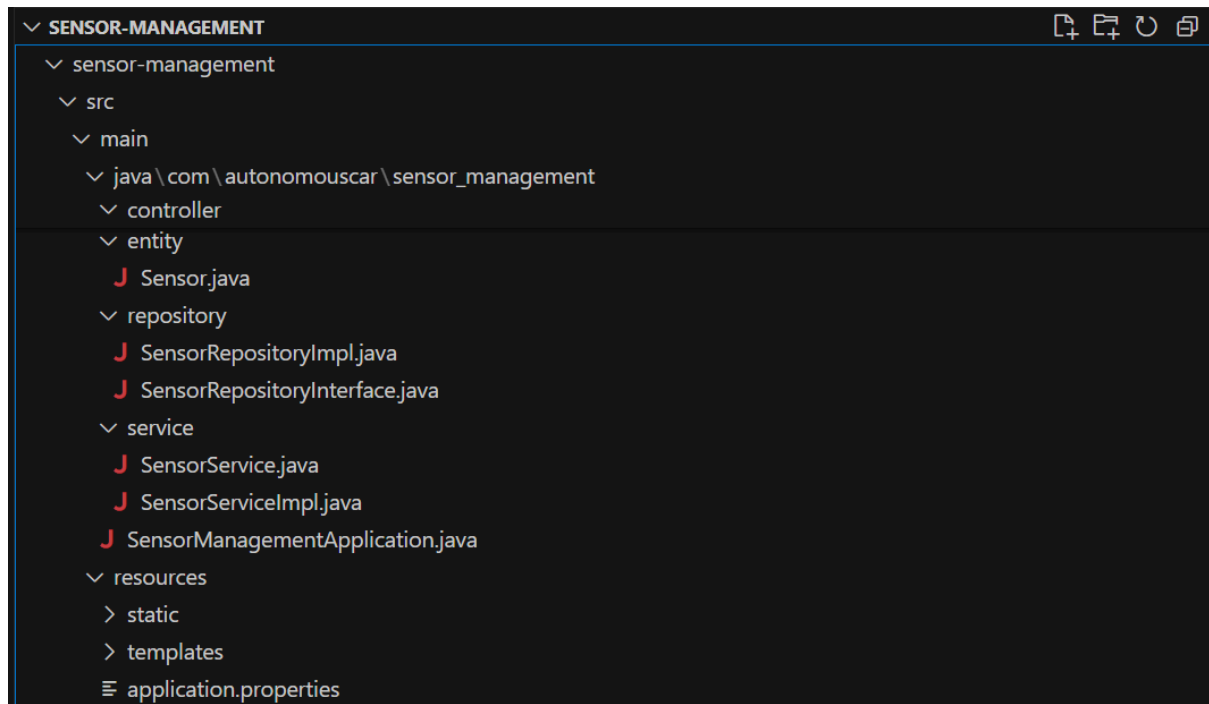 SENSOR-MANAGEMENT
sensor-management
src
main
java\com\autonomouscar\sensor_management
controller
entity
J Sensor.java
repository
J SensorRepositoryImpl.java
J SensorRepositoryInterface.java
service
J SensorService.java
J SensorServiceImpl.java
J SensorManagementApplication.java
resources
static
templates
application.properties